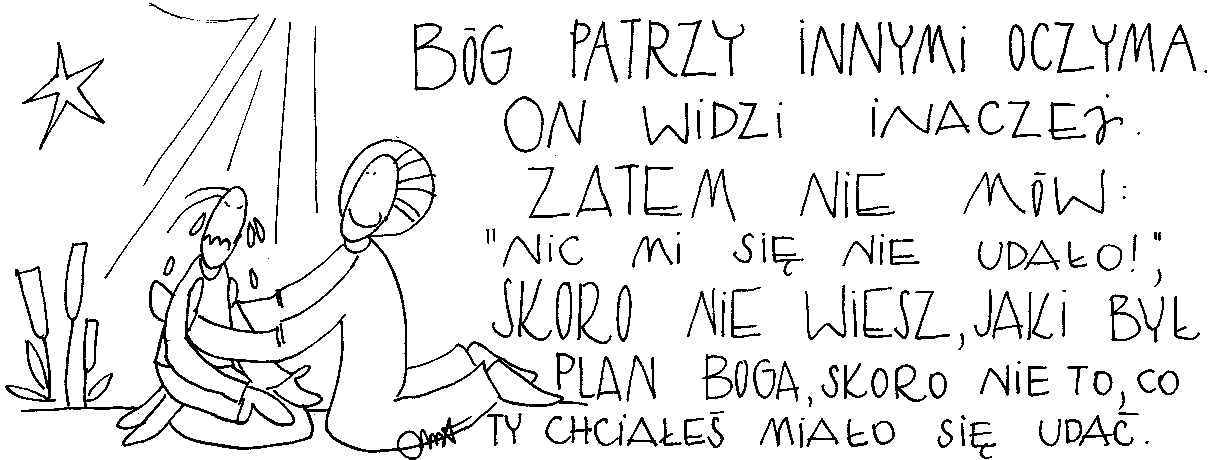 BÓG PATRZY INNYMI OCZYMA.
ON WIDZI INACZEJ.
ZATEM NIE MÓW:
"NIC MI SIĘ NIE UDAŁO!",
SKORO NIE WIESZ, JAKI BYŁ
PLAN BOGA, SKORO NIE TO, CO
TY CHCIAŁEŚ MIAŁO SIĘ UDAĆ.